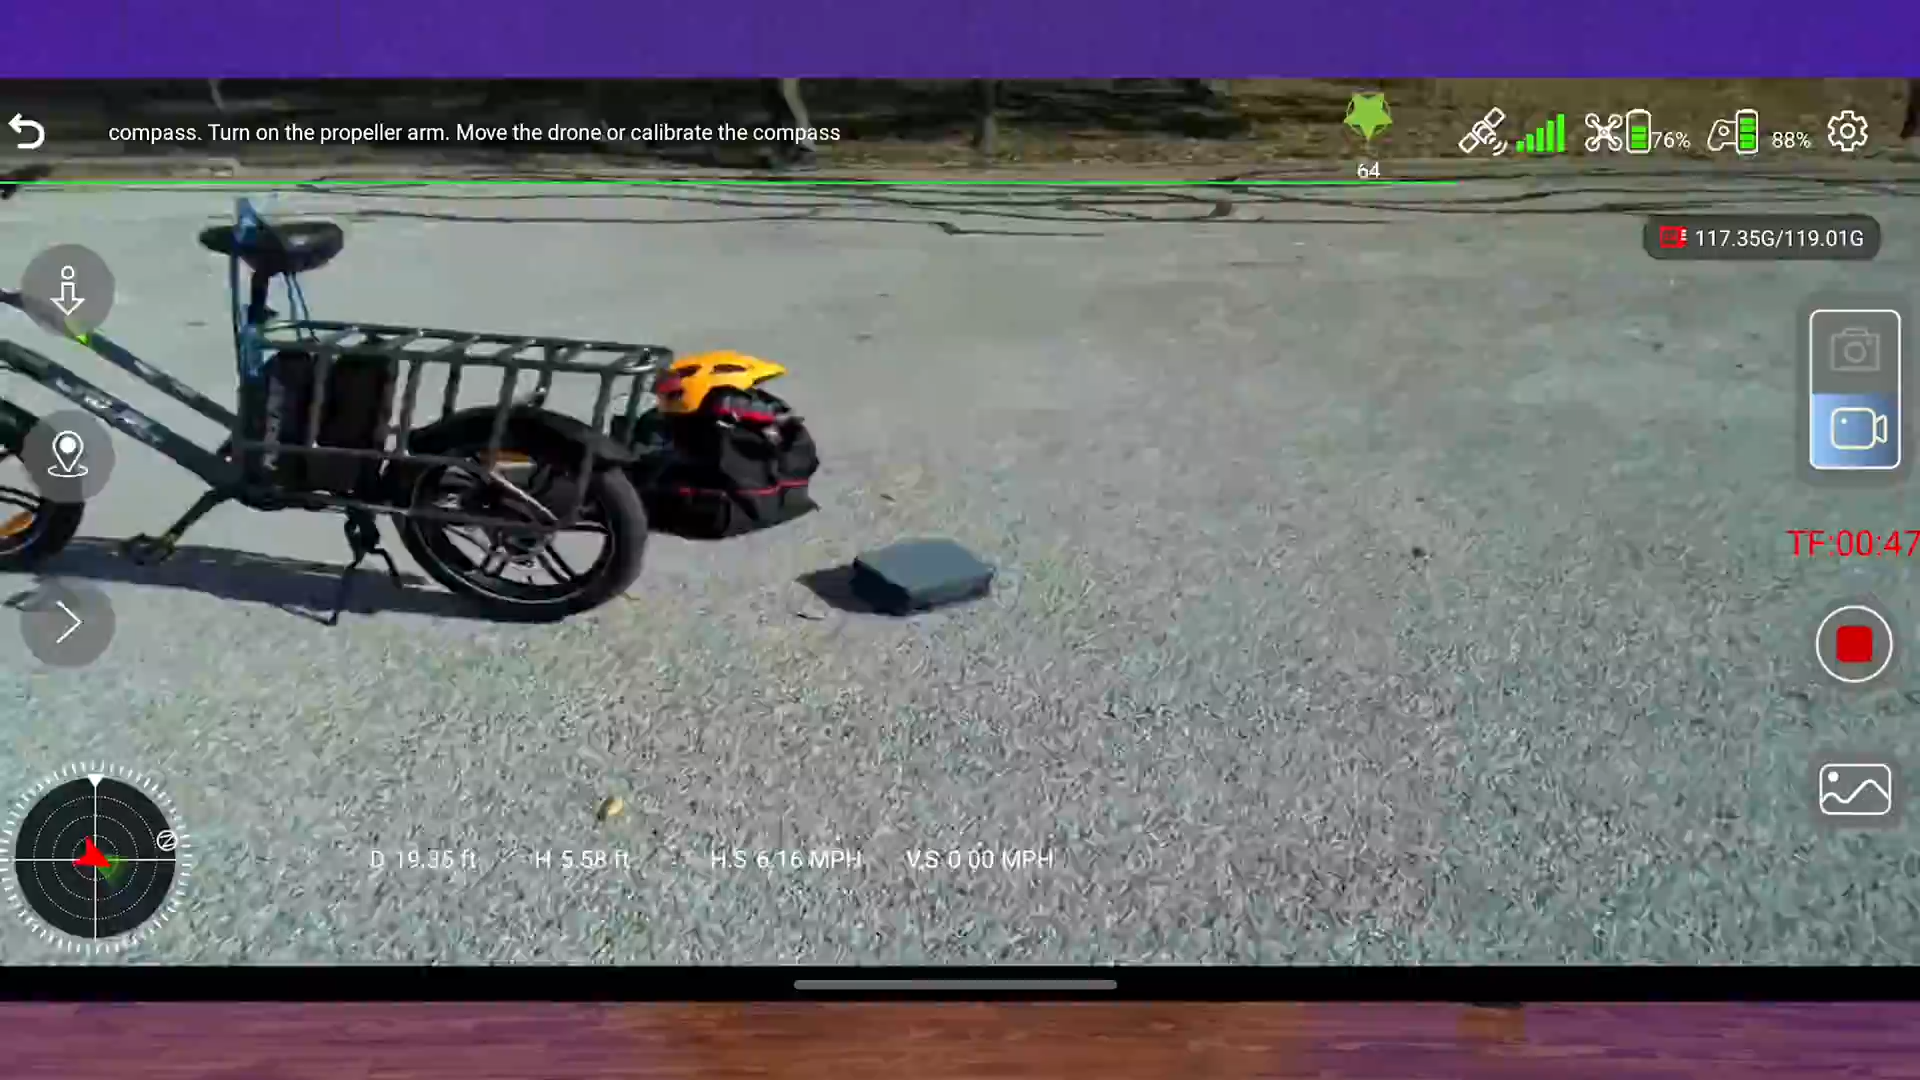 compass. Turn on the propeller arm. Move the drone or calibrate the compass
64
76%
88%
117.35G/119.01G
TF:00:47
D 19.35 ft H 5.58 ft H.S 6.16 MPH V.S 0.00 MPH